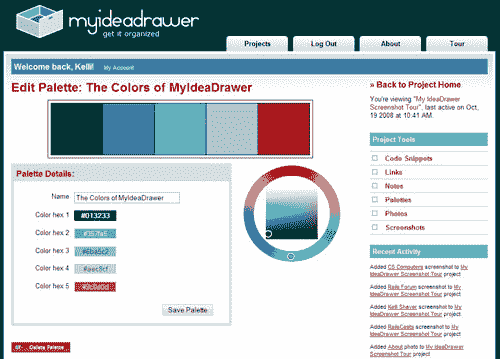 myideadrawer
get it organized
Projects
Log Out
About
Tour
Welcome back, Kelli!
My Account
Edit Palette: The Colors of MyIdeaDrawer
» Back to Project Home
You're viewing "My IdeaDrawer
Screenshot Tour", last active on Oct,
19 2008 at 10:41 AM.
Palette Details:
Name
The Colors of MyIdeaDrawer
Color hex 1
#013233
Color hex 2
Color hex 3
Color hex 4
Color hex 5
Save Palette
Delete Palette
Project Tools
Code Snippets
Links
Notes
Palettes
Photos
Screenshots
Recent Activity
Added CS Computers screenshot to My
IdeaDrawer Screenshot Tour project
Added Rails Forum screenshot to My
IdeaDrawer Screenshot Tour project
Added Kelli Shaver screenshot to My
IdeaDrawer Screenshot Tour project
Added RailsCasts screenshot to My
IdeaDrawer Screenshot Tour project
Added About photo to My IdeaDrawer
Screenshot Tour project